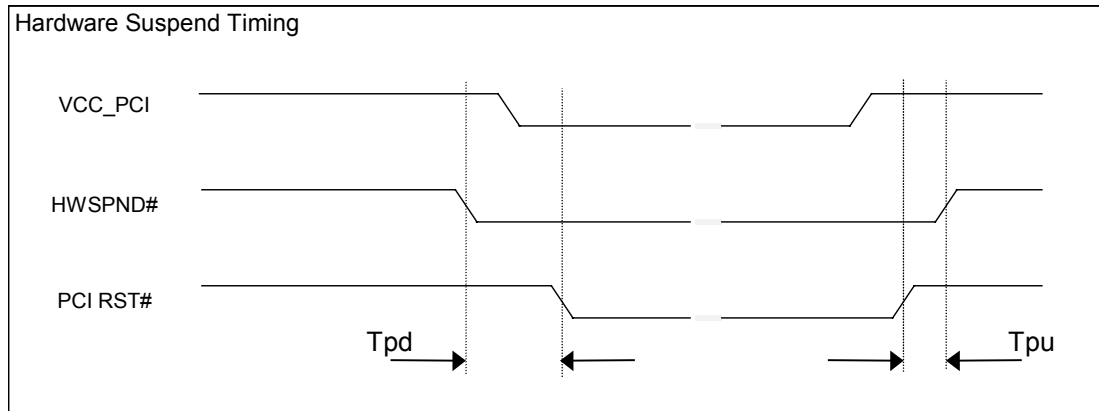 Hardware Suspend Timing
VCC_PCI
HWSPND#
PCI RST#
Tpd
Tpu